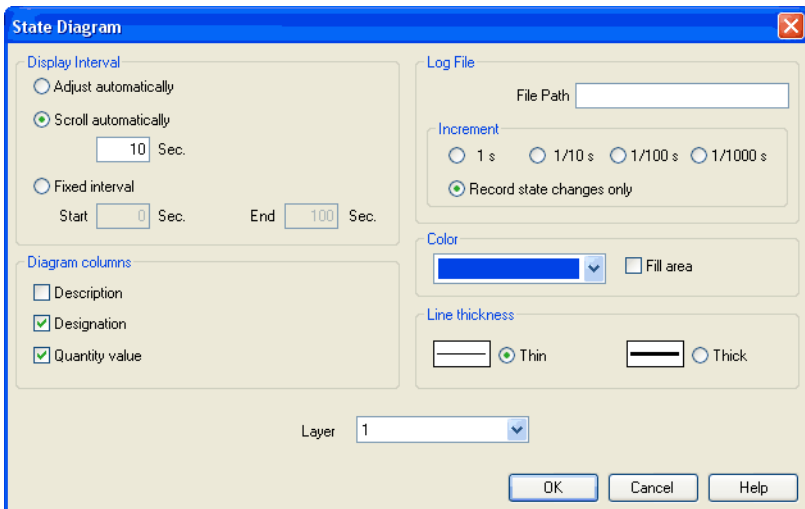 State Diagram
Display Interval
Adjust automatically
Scroll automatically
10 Sec.
Fixed interval
Start 0 Sec. End 100 Sec.
Diagram columns
Description
Designation
Quantity value
Log File
File Path
Increment
1 s 1/10 s 1/100 s 1/1000 s
Record state changes only
Color
Fill area
Line thickness
Thin Thick
Layer 1
OK Cancel Help